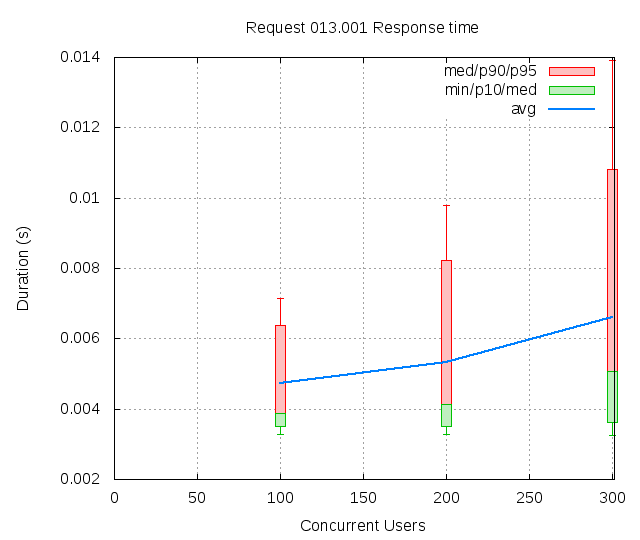 Request 013.001 Response time
0.014
0.012
0.01
0.008
0.006
0.004
0.002
Duration (s)
med/p90/p95
min/p10/med
avg
0 50 100 150 200 250 300
Concurrent Users